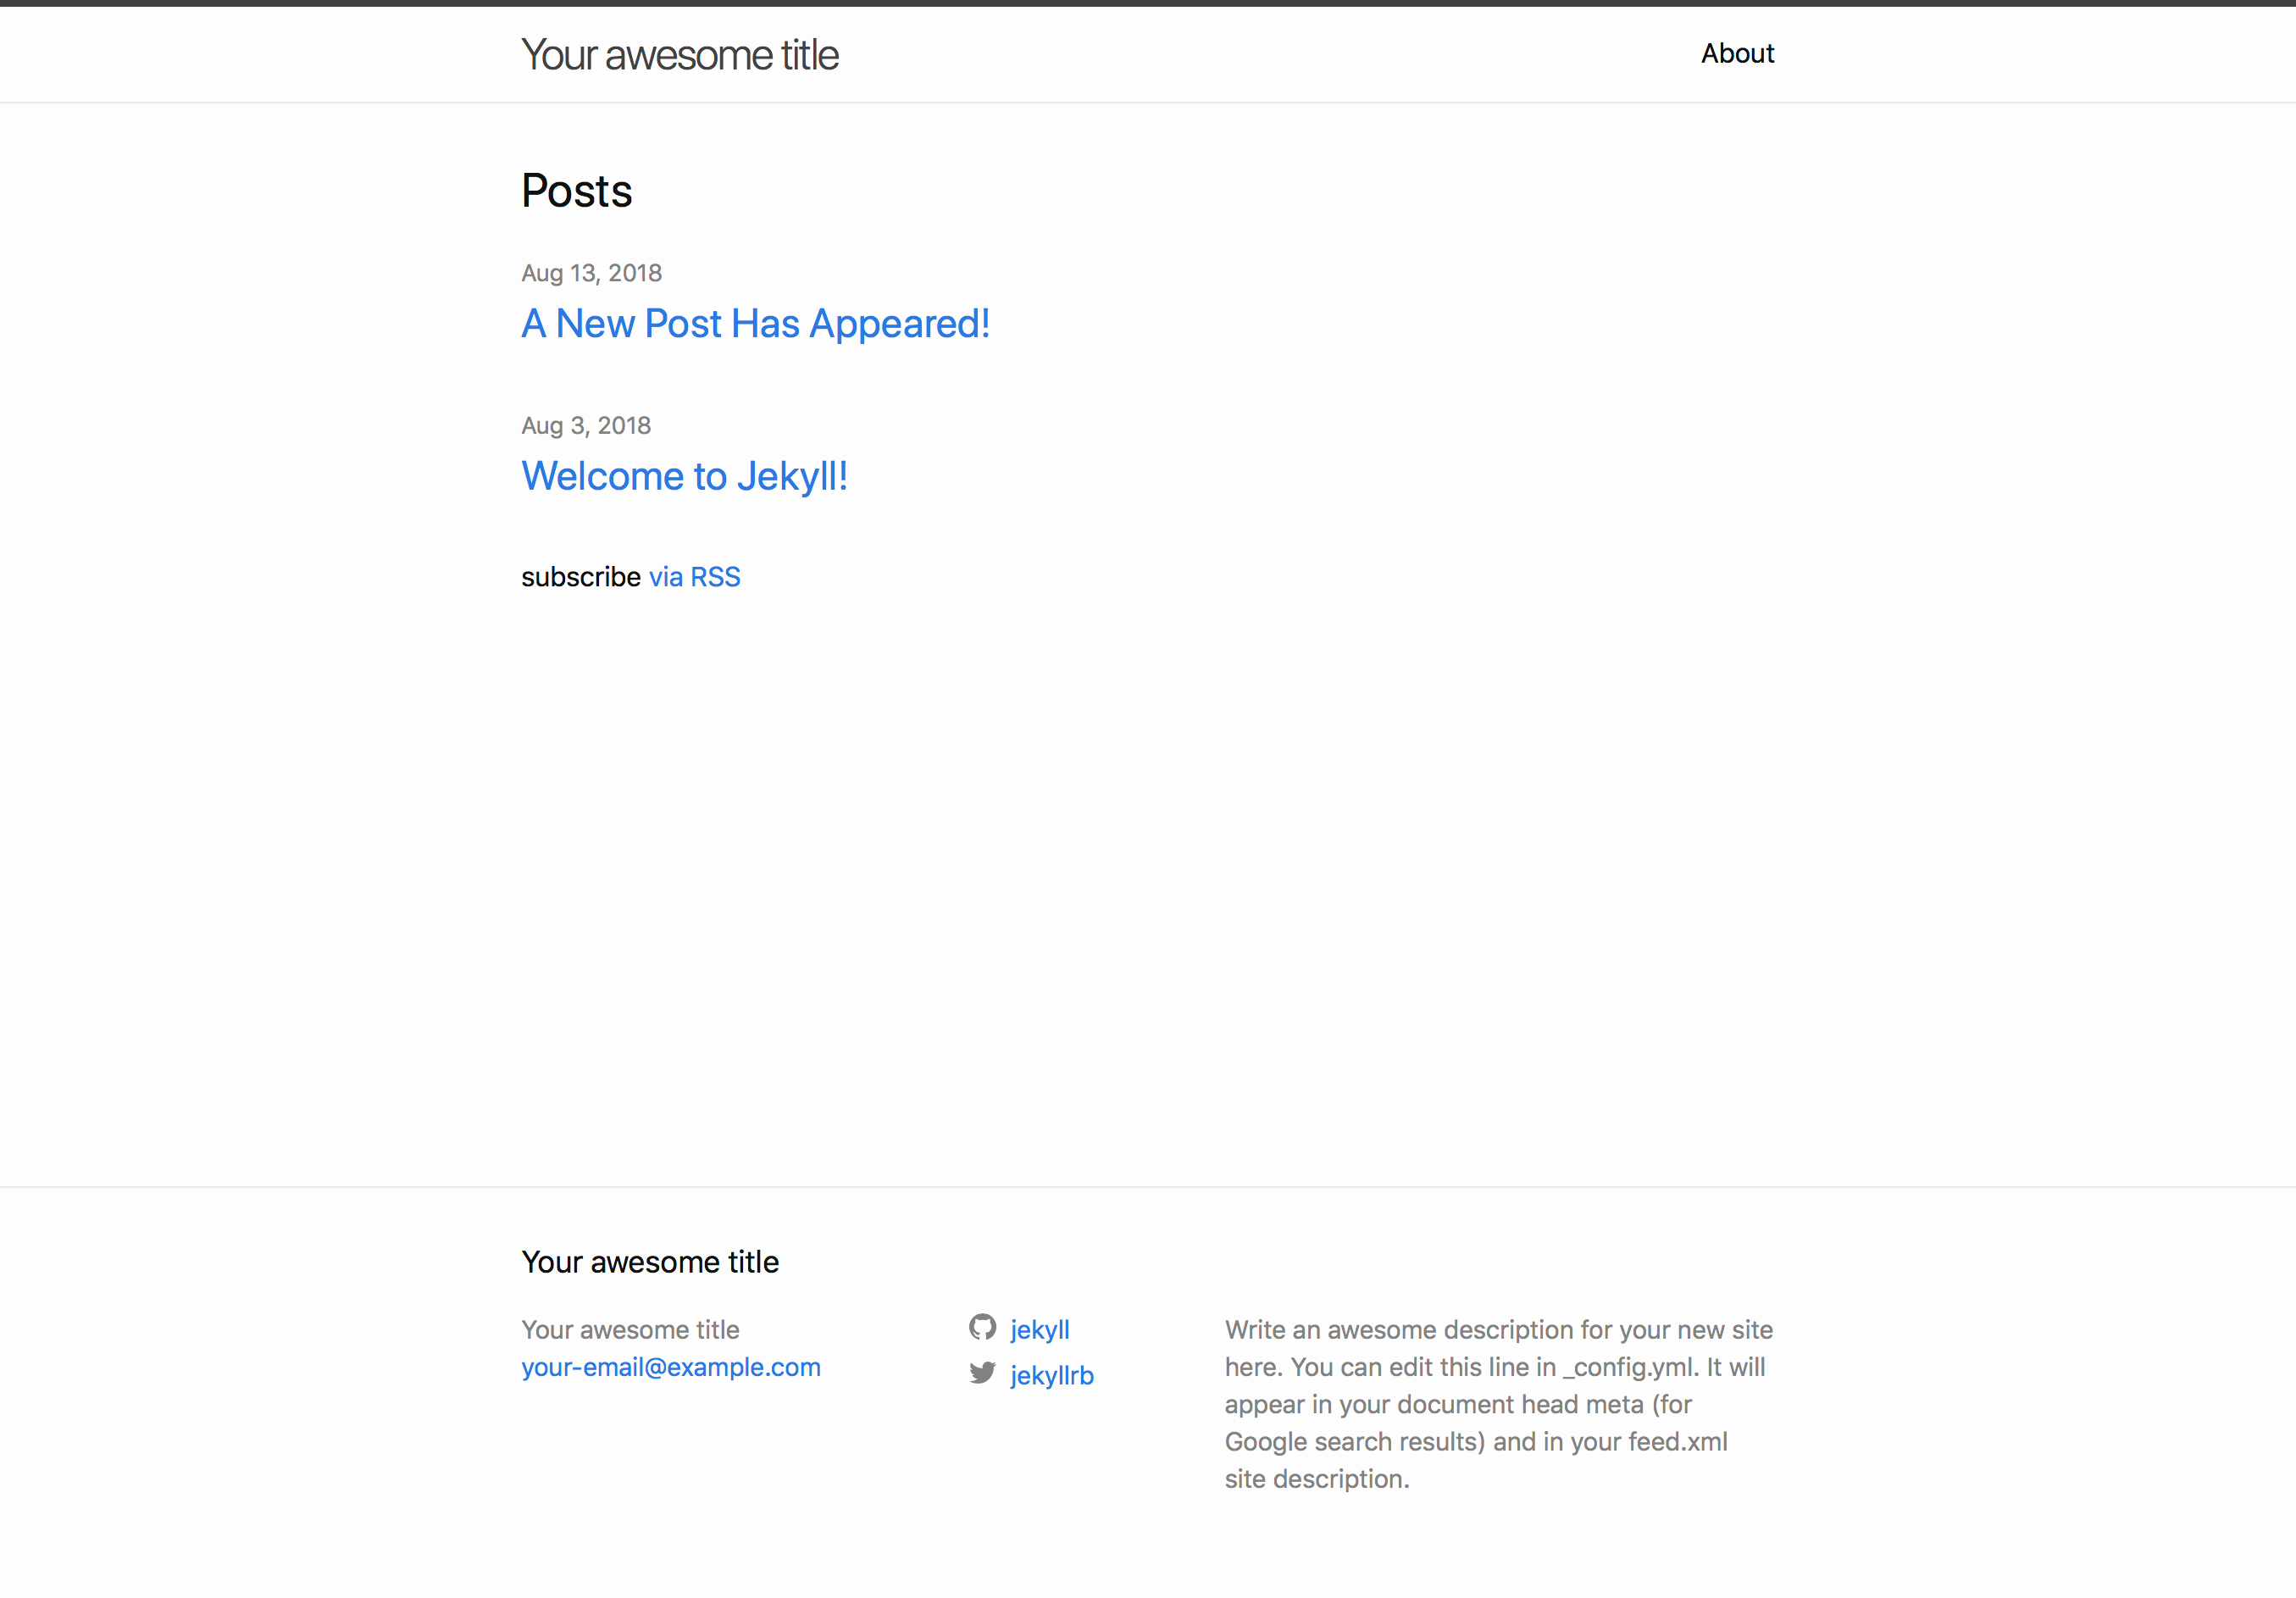 Your awesome title
About
Posts
Aug 13, 2018
A New Post Has Appeared!
Aug 3, 2018
Welcome to Jekyll!
subscribe via RSS
Your awesome title
Your awesome title
your-email@example.com
jekyll
jekyllrb
Write an awesome description for your new site
here. You can edit this line in _config.yml. It will
appear in your document head meta (for
Google search results) and in your feed.xml
site description.